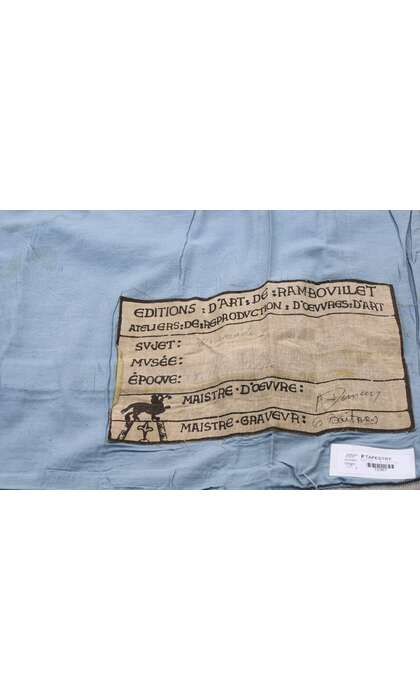 EDITIONS : D'ART : DE : RAMBOVILLET
ATELIERS : DE : REPRODVCTION : D'OEVVRES : D'ART
SVJET :
MVSÉE :
ÉPOQVE :
MAISTRE · D'OEVVRE :
MAISTRE · GRAVEVR :
TAPESTRY